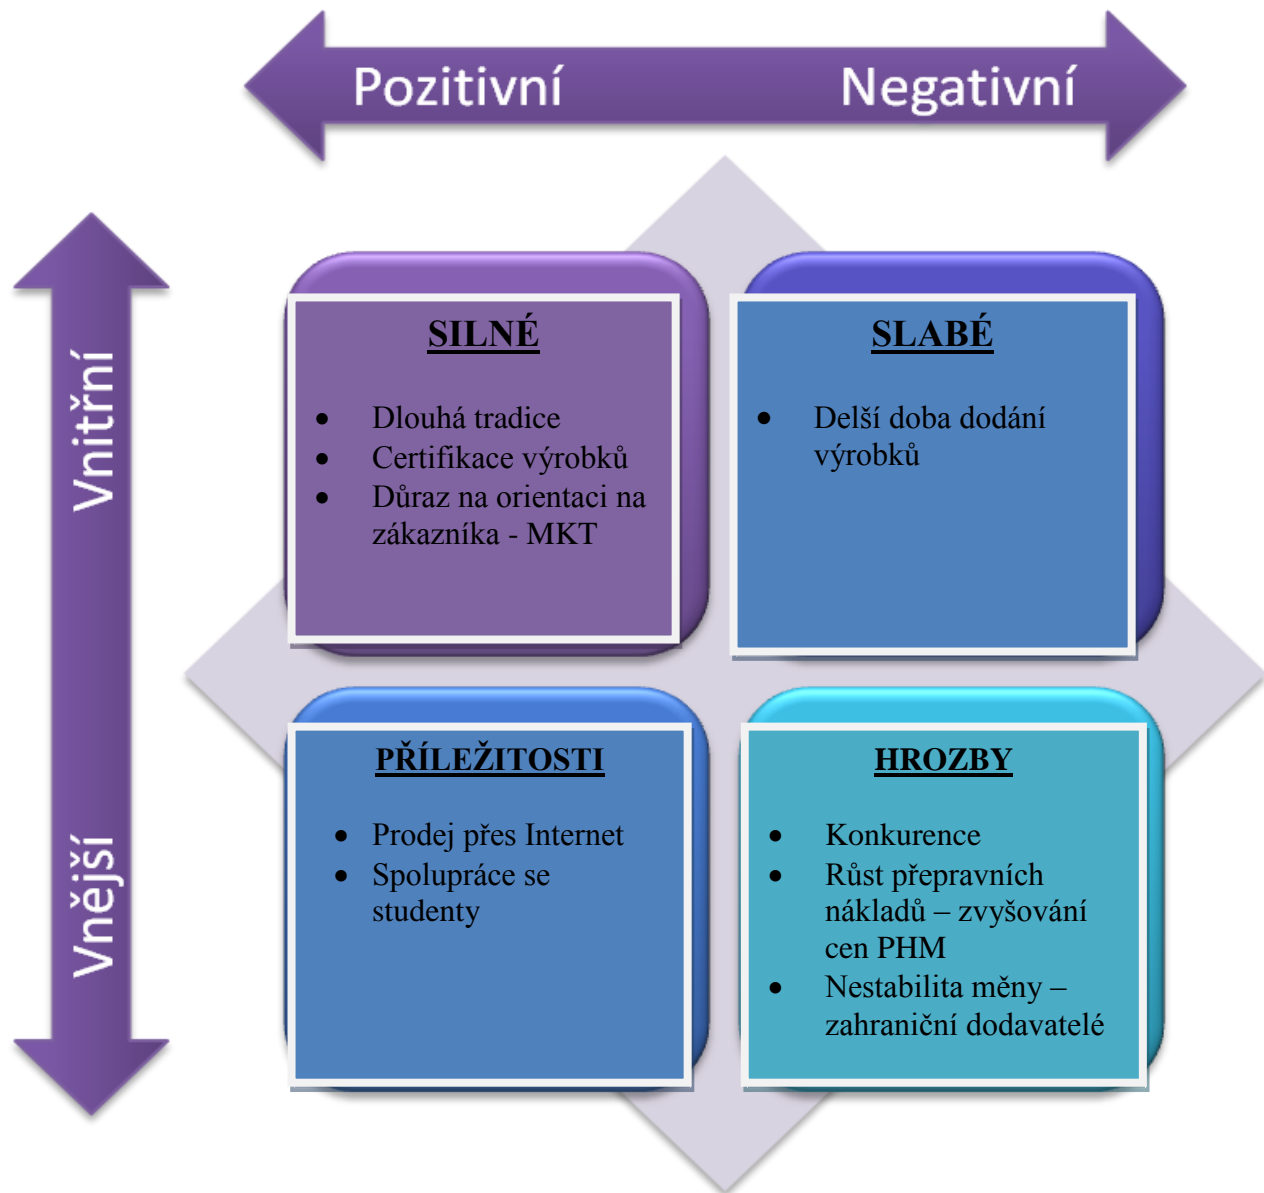 Pozitivní
Negativní
Vnitřní
SILNÉ
• Dlouhá tradice
• Certifikace výrobků
• Důraz na orientaci na
zákazníka - MKT
SLABÉ
• Delší doba dodání
výrobků
Vnější
PŘÍLEŽITOSTI
• Prodej přes Internet
• Spolupráce se
studenty
HROZBY
• Konkurence
• Růst přepravních
nákladů – zvyšování
cen PHM
• Nestabilita měny –
zahraniční dodavatelé